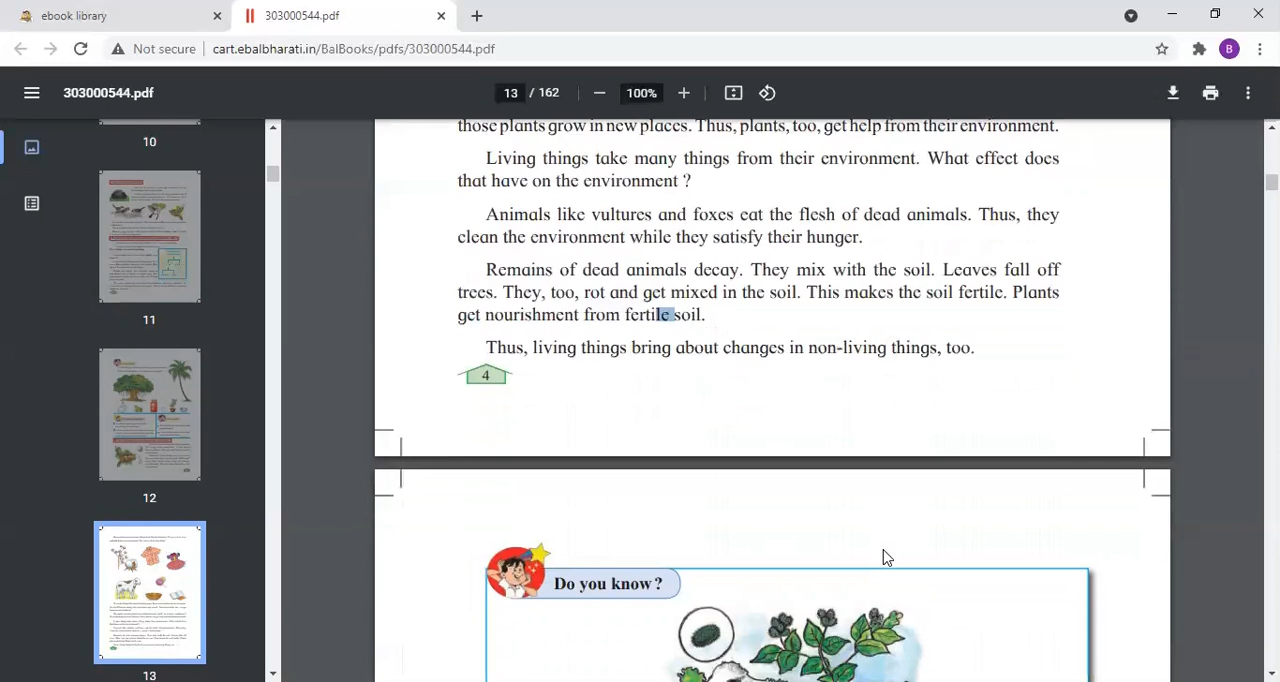 ebook library
303000544.pdf
Not secure
cart.ebalbharati.in/BalBooks/pdfs/303000544.pdf
B
303000544.pdf
13 / 162
100%
10
11
12
13
those plants grow in new places. Thus, plants, too, get help from their environment.
Living things take many things from their environment. What effect does
that have on the environment ?
Animals like vultures and foxes eat the flesh of dead animals. Thus, they
clean the environment while they satisfy their hunger.
Remains of dead animals decay. They mix with the soil. Leaves fall off
trees. They, too, rot and get mixed in the soil. This makes the soil fertile. Plants
get nourishment from fertile soil.
Thus, living things bring about changes in non-living things, too.
4
Do you know ?